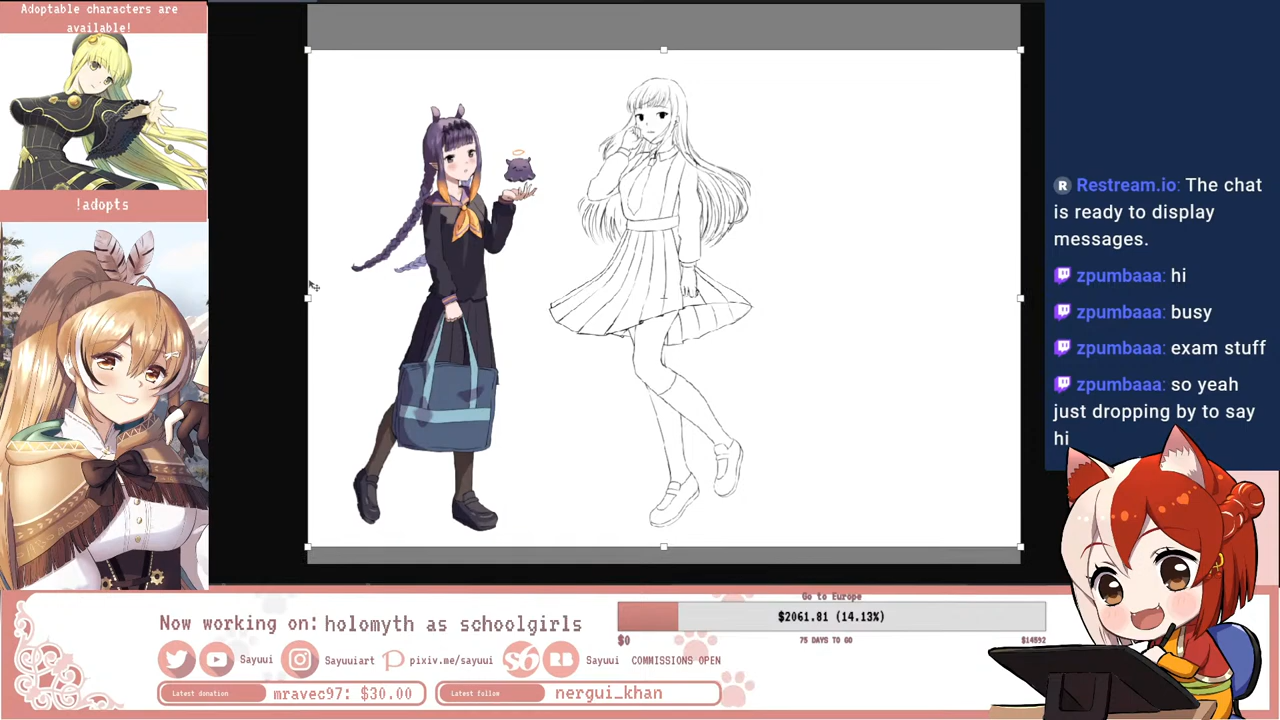 Adoptable characters are
available!
!adopts
Restream.io: The chat
is ready to display
messages.
zpumbaaa: hi
zpumbaaa: busy
zpumbaaa: exam stuff
zpumbaaa: so yeah
just dropping by to say
hi
Now working on: holomyth as schoolgirls
Sayuui
Sayuuiart
pixiv.me/sayuui
Sayuui
COMMISSIONS OPEN
Latest donation
mravec97: $30.00
Latest follow
nergui_khan
Go to Europe
$2061.81 (14.13%)
$0
75 DAYS TO GO
$14592